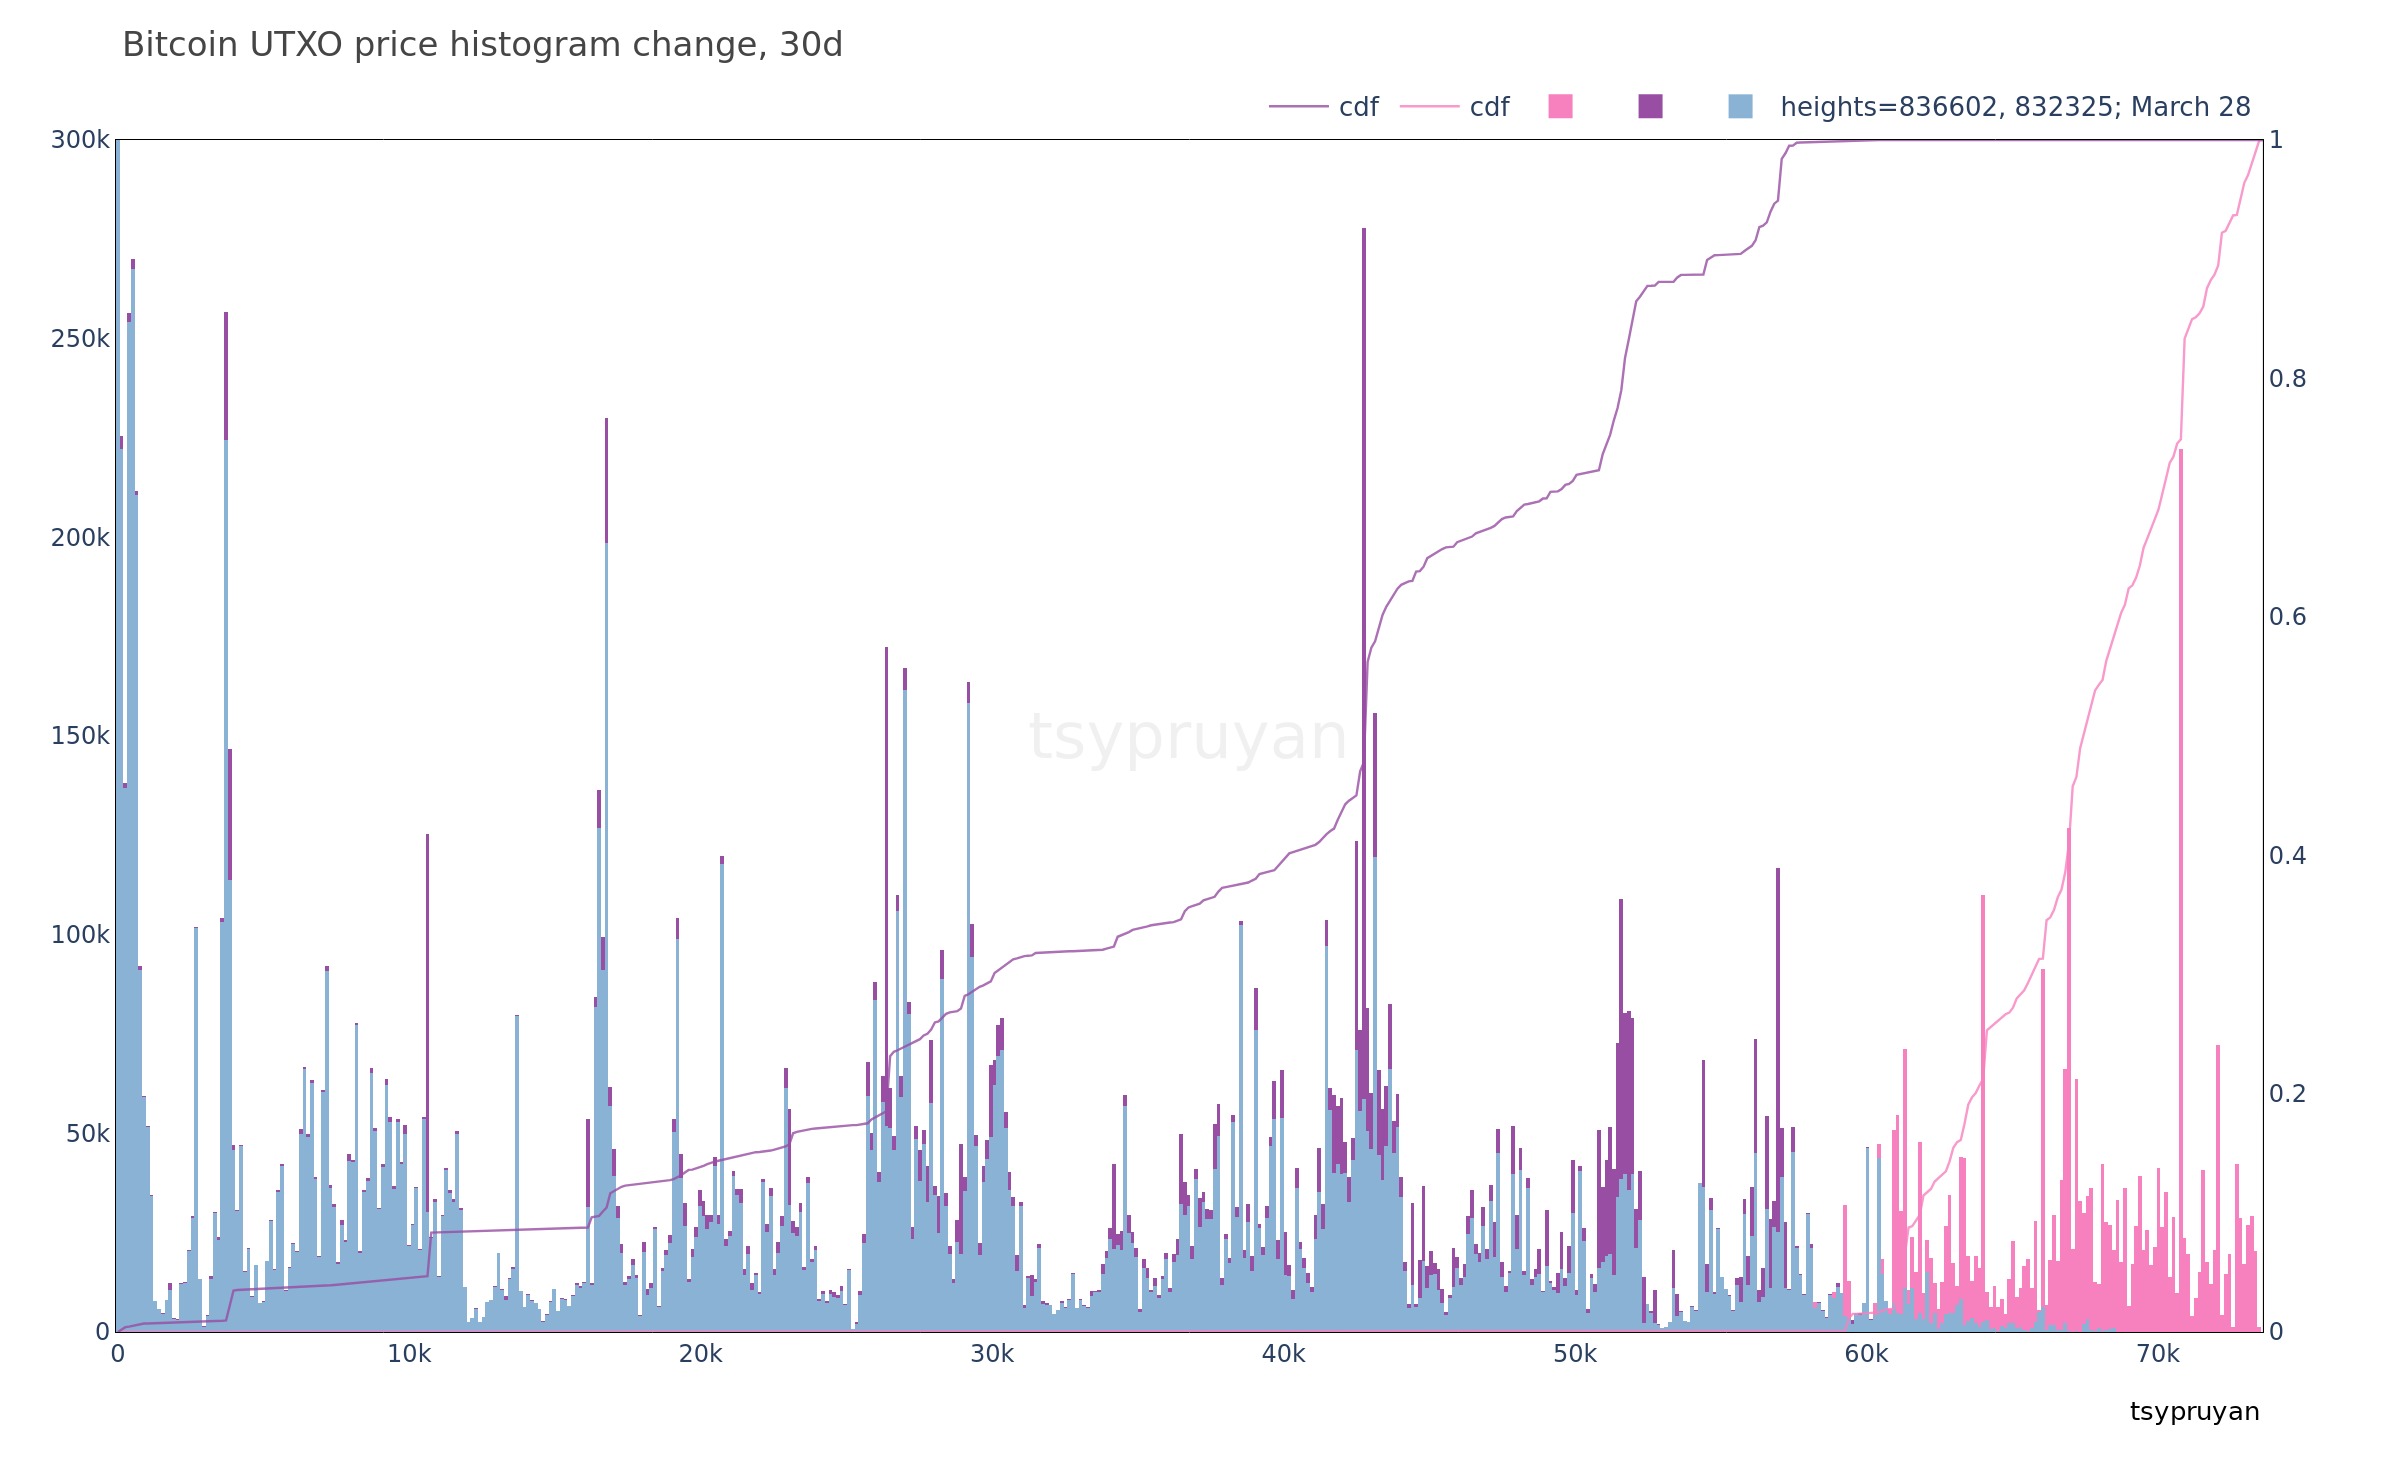 Bitcoin UTXO price histogram change, 30d
cdf cdf heights=836602, 832325; March 28
300k
250k
200k
150k
100k
50k
0
1
0.8
0.6
0.4
0.2
0
tsypruyan
0 10k 20k 30k 40k 50k 60k 70k
tsypruyan